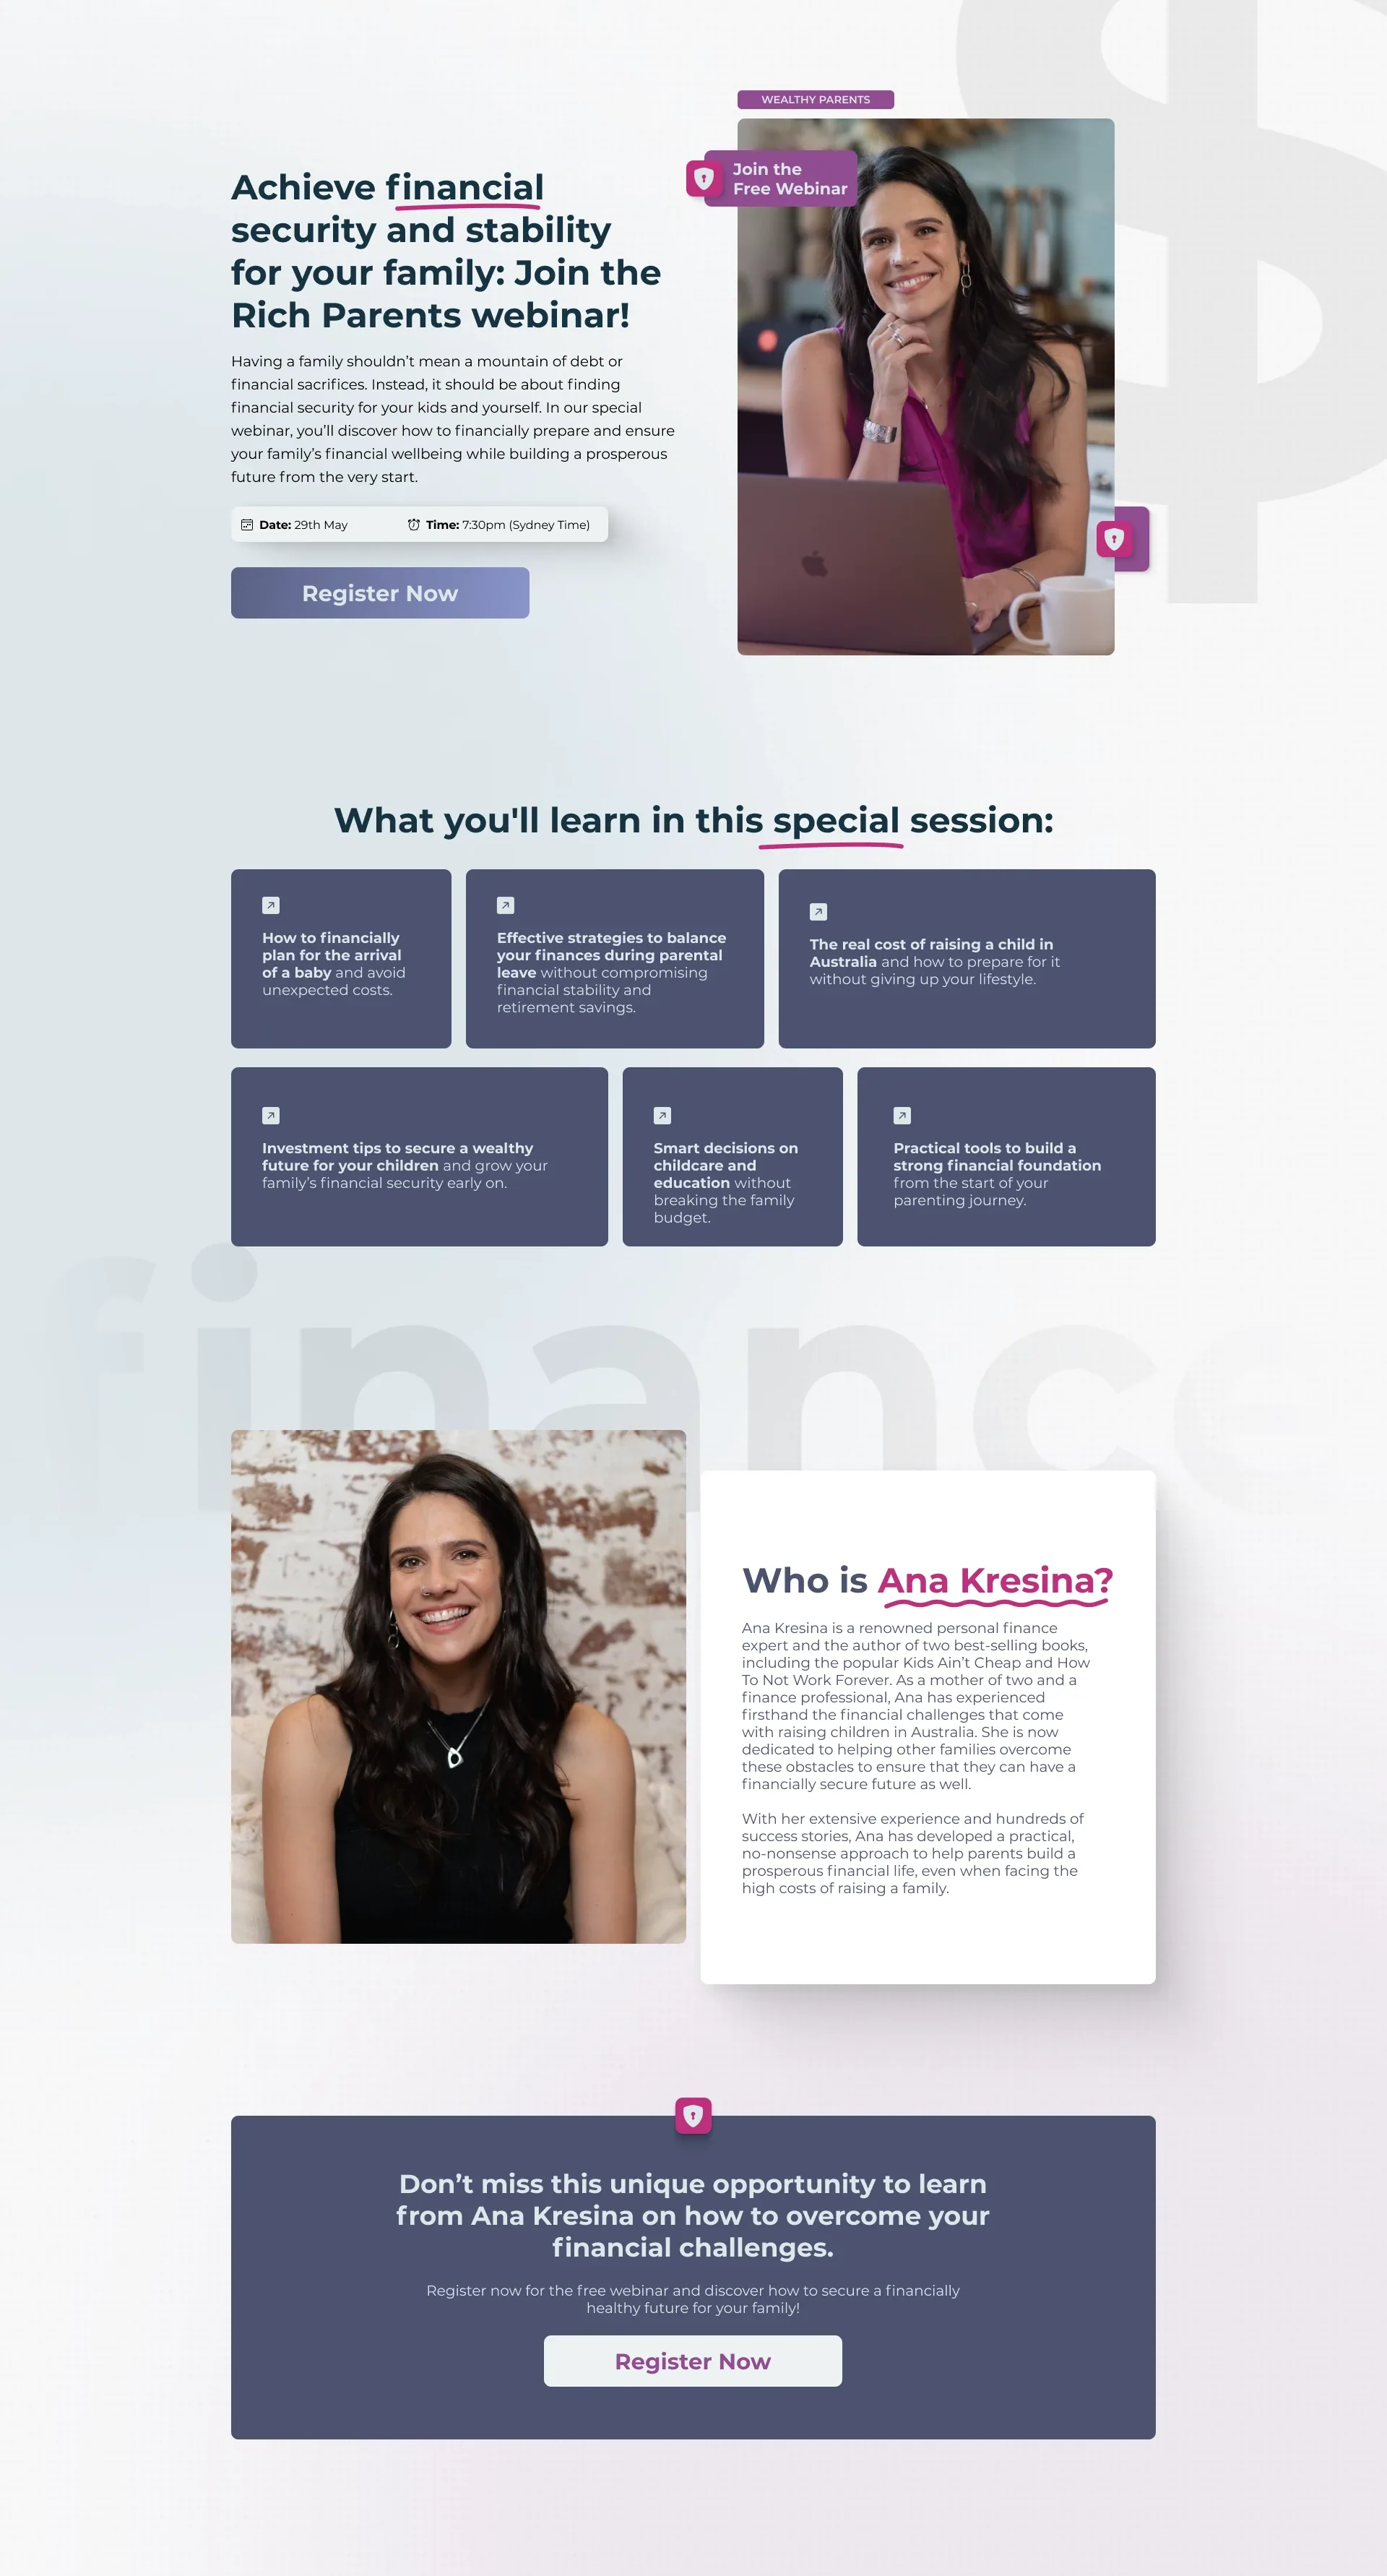 WEALTHY PARENTS
Join the
Free Webinar
Achieve financial
security and stability
for your family: Join the
Rich Parents webinar!
Having a family shouldn’t mean a mountain of debt or
financial sacrifices. Instead, it should be about finding
financial security for your kids and yourself. In our special
webinar, you’ll discover how to financially prepare and ensure
your family’s financial wellbeing while building a prosperous
future from the very start.
Date: 29th May
Time: 7:30pm (Sydney Time)
Register Now
$
What you'll learn in this special session:
How to financially
plan for the arrival
of a baby and avoid
unexpected costs.
Effective strategies to balance
your finances during parental
leave without compromising
financial stability and
retirement savings.
The real cost of raising a child in
Australia and how to prepare for it
without giving up your lifestyle.
Investment tips to secure a wealthy
future for your children and grow your
family’s financial security early on.
Smart decisions on
childcare and
education without
breaking the family
budget.
Practical tools to build a
strong financial foundation
from the start of your
parenting journey.
finance
Who is Ana Kresina?
Ana Kresina is a renowned personal finance
expert and the author of two best-selling books,
including the popular Kids Ain’t Cheap and How
To Not Work Forever. As a mother of two and a
finance professional, Ana has experienced
firsthand the financial challenges that come
with raising children in Australia. She is now
dedicated to helping other families overcome
these obstacles to ensure that they can have a
financially secure future as well.
With her extensive experience and hundreds of
success stories, Ana has developed a practical,
no-nonsense approach to help parents build a
prosperous financial life, even when facing the
high costs of raising a family.
Don’t miss this unique opportunity to learn
from Ana Kresina on how to overcome your
financial challenges.
Register now for the free webinar and discover how to secure a financially
healthy future for your family!
Register Now